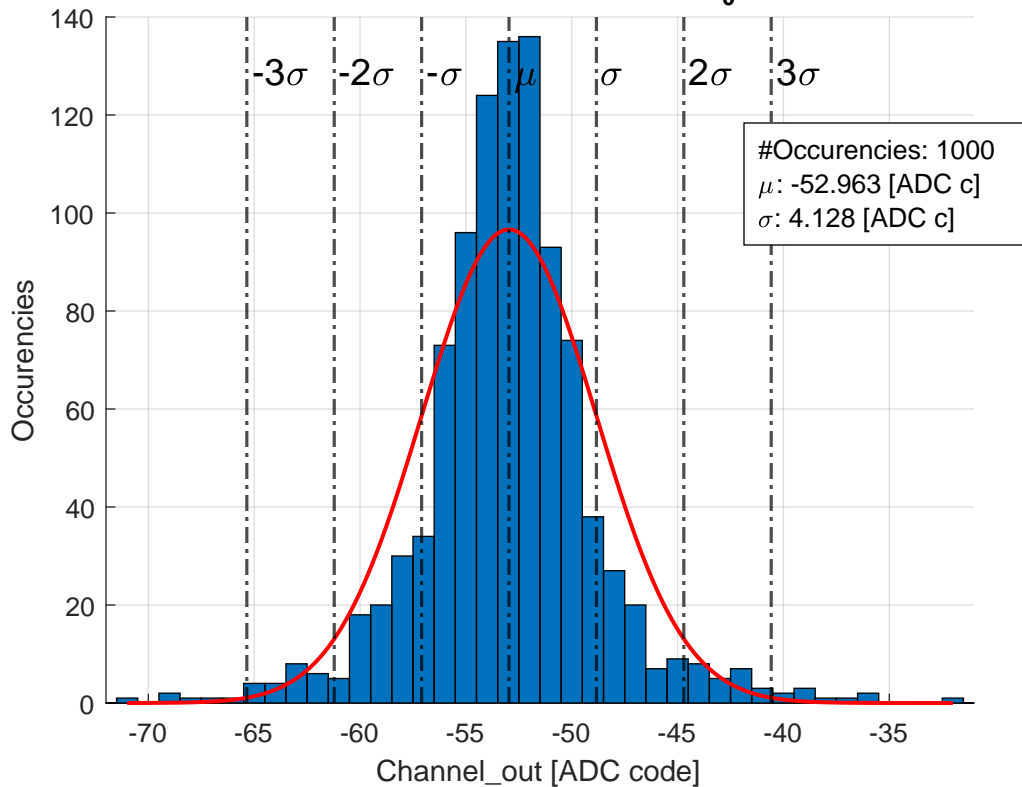 140
120
100
80
60
40
20
0
Occurencies
-3σ -2σ -σ μ σ 2σ 3σ
#Occurencies: 1000
μ: -52.963 [ADC c]
σ: 4.128 [ADC c]
-70 -65 -60 -55 -50 -45 -40 -35
Channel_out [ADC code]